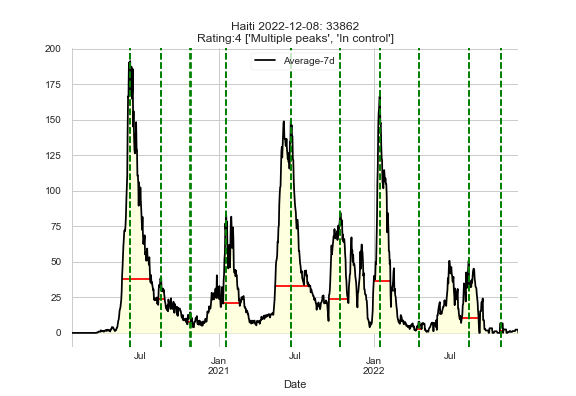 Haiti 2022-12-08: 33862
Rating:4 ['Multiple peaks', 'In control']
Average-7d
200
175
150
125
100
75
50
25
0
Jul
Jan
2021
Jul
Jan
2022
Jul
Date